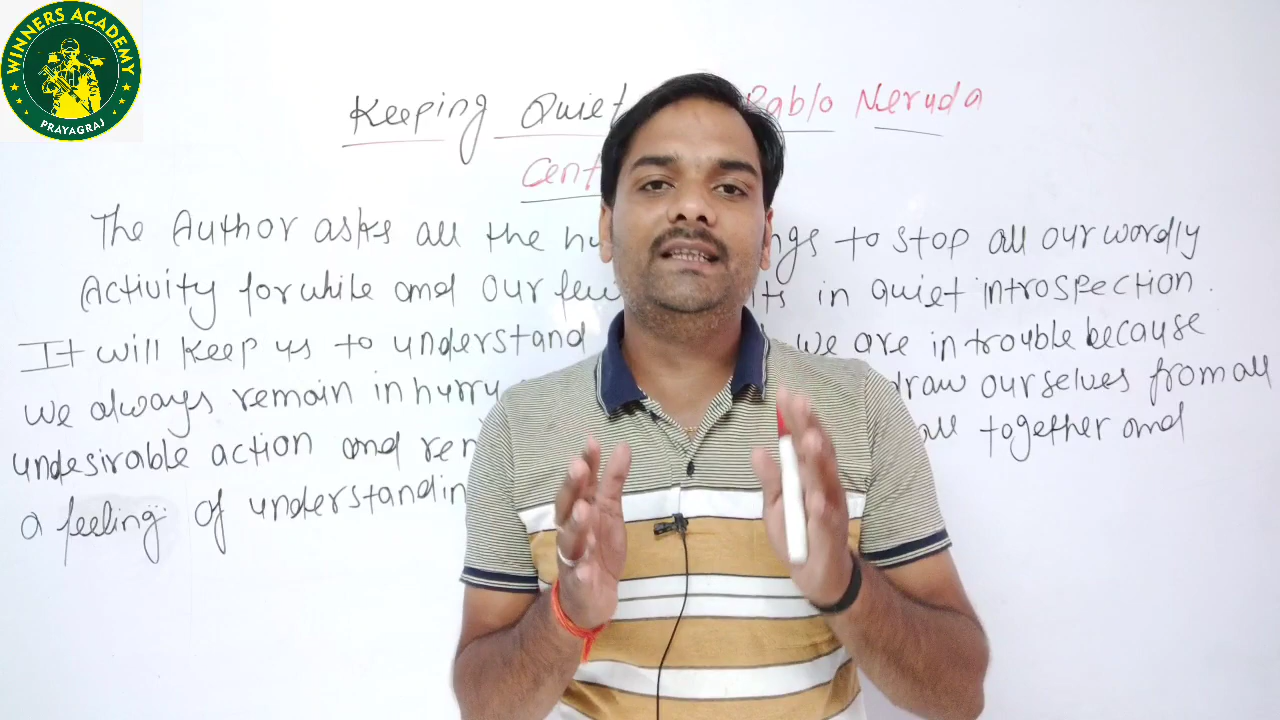 WINNERS ACADEMY
PRAYAGRAJ
Keeping Quiet Pablo Neruda
Cent
The Author asks all the hu ngs to stop all our wordly
Activity for while and our few ts in quiet introspection.
It will keep us to understand we are in trouble because
we always remain in hurry draw ourselves from all
undesirable action and rem all together and
a feeling of understandin